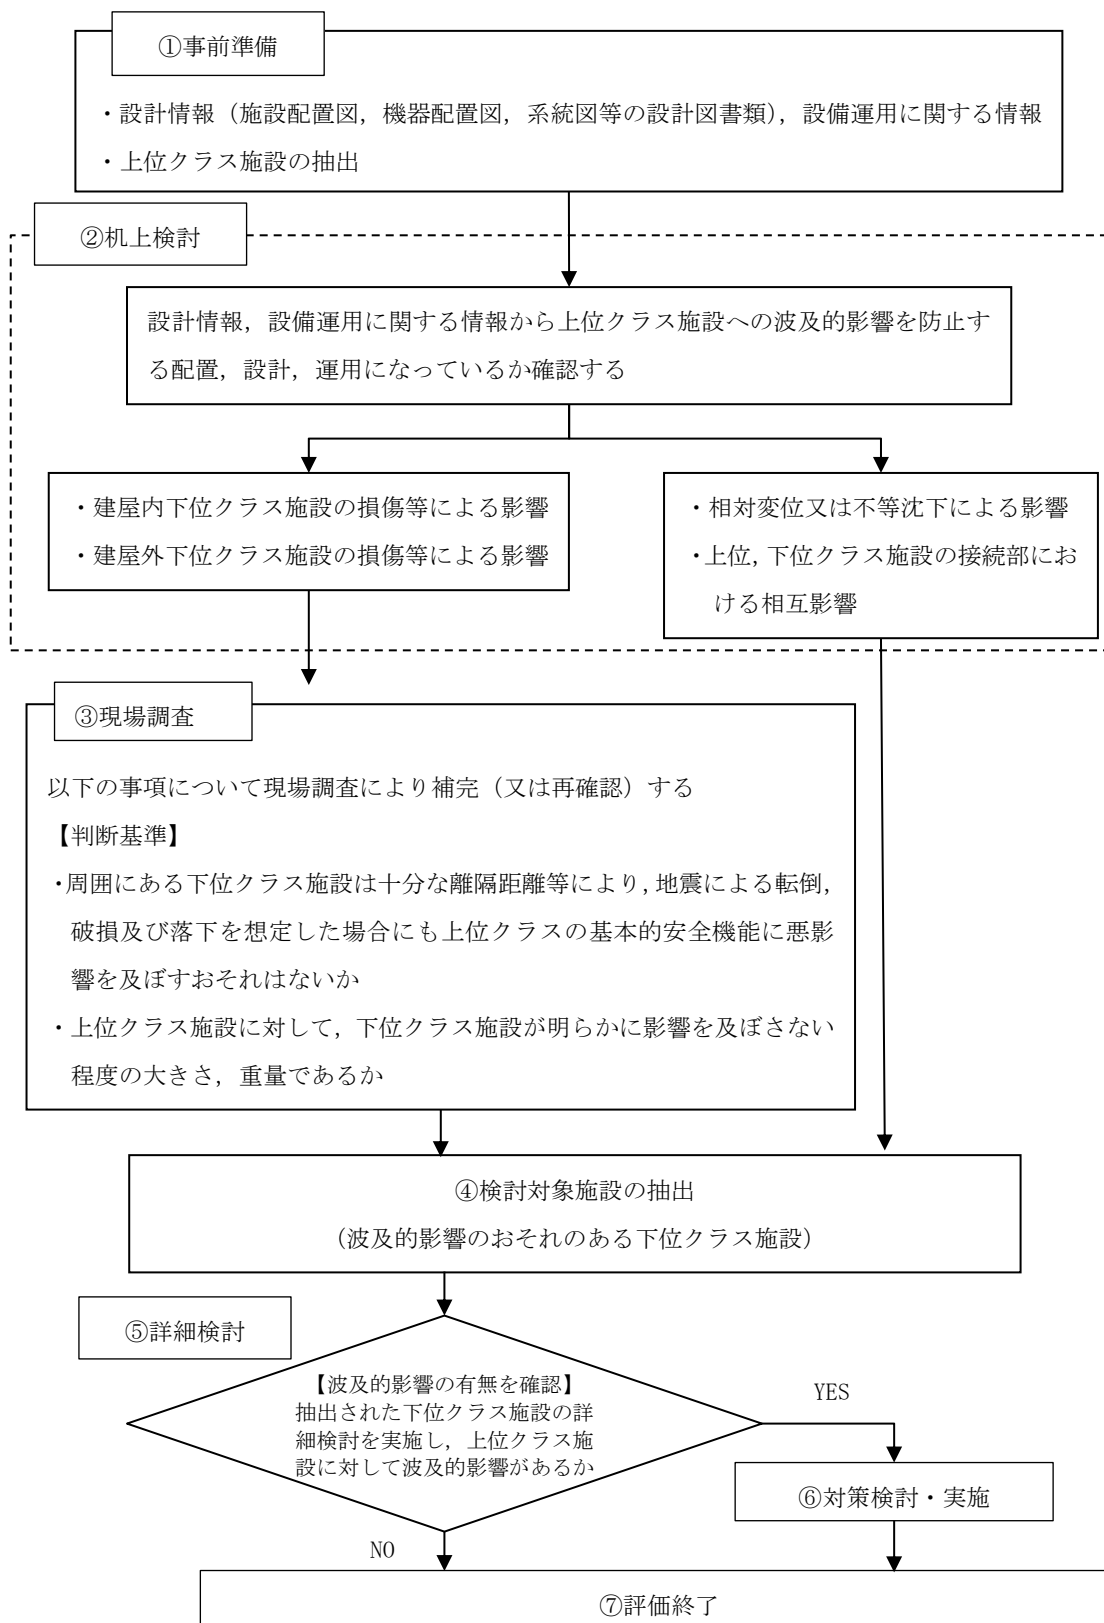 ①事前準備
・設計情報（施設配置図，機器配置図，系統図等の設計図書類），設備運用に関する情報
・上位クラス施設の抽出
②机上検討
設計情報，設備運用に関する情報から上位クラス施設への波及的影響を防止す
る配置，設計，運用になっているか確認する
・建屋内下位クラス施設の損傷等による影響
・建屋外下位クラス施設の損傷等による影響
・相対変位又は不等沈下による影響
・上位，下位クラス施設の接続部にお
ける相互影響
③現場調査
以下の事項について現場調査により補完（又は再確認）する
【判断基準】
・周囲にある下位クラス施設は十分な離隔距離等により，地震による転倒，
破損及び落下を想定した場合にも上位クラスの基本的安全機能に悪影
響を及ぼすおそれはないか
・上位クラス施設に対して，下位クラス施設が明らかに影響を及ぼさない
程度の大きさ，重量であるか
④検討対象施設の抽出
（波及的影響のおそれのある下位クラス施設）
⑤詳細検討
【波及的影響の有無を確認】
抽出された下位クラス施設の詳
細検討を実施し，上位クラス施
設に対して波及的影響があるか
YES
⑥対策検討・実施
NO
⑦評価終了